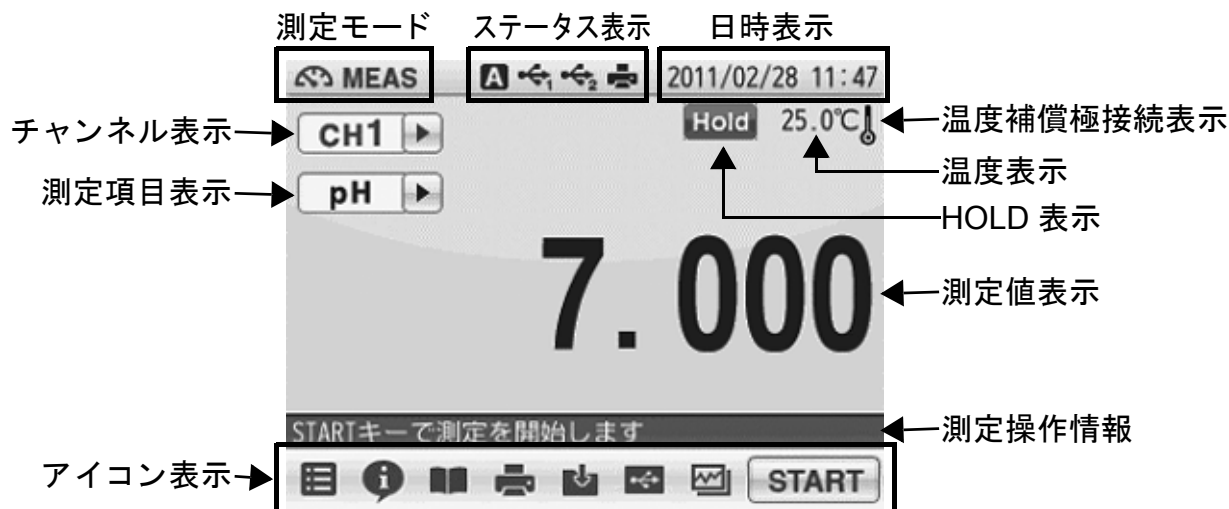 測定モード ステータス表示 日時表示
MEAS A 1 2 2011/02/28 11:47
チャンネル表示 CH1 Hold 25.0℃ 温度補償極接続表示
温度表示
測定項目表示 pH
HOLD 表示
7.000 測定値表示
STARTキーで測定を開始します 測定操作情報
アイコン表示 START